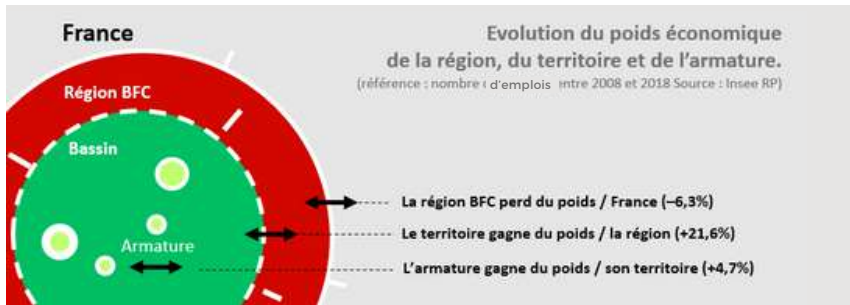 France
Evolution du poids économique
de la région, du territoire et de l'armature.
(référence : nombre d'emplois entre 2008 et 2018 Source : Insee RP)
Région BFC
Bassin
Armature
La région BFC perd du poids / France (–6,3%)
Le territoire gagne du poids / la région (+21,6%)
L'armature gagne du poids / son territoire (+4,7%)